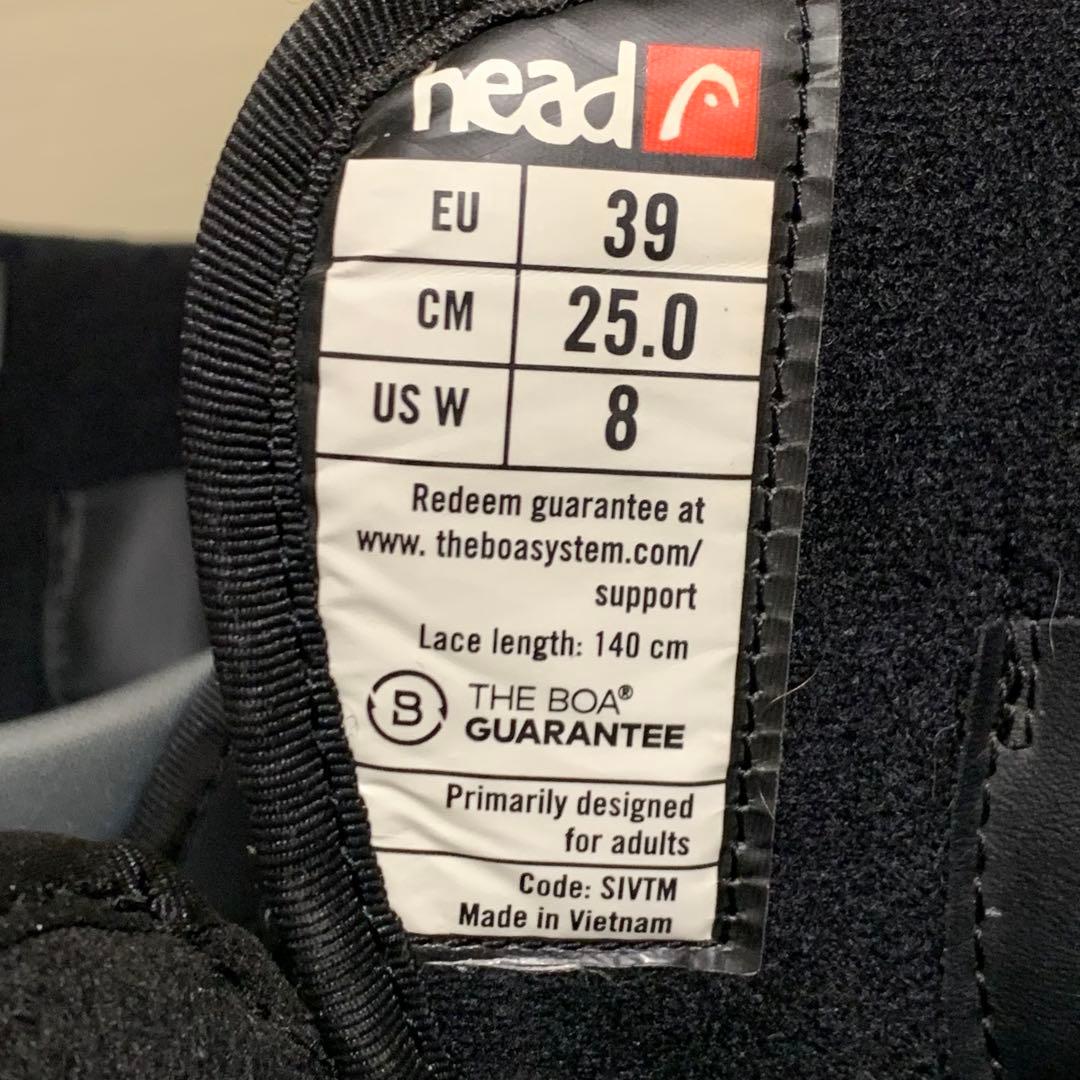 head
EU 39
CM 25.0
US W 8
Redeem guarantee at
www. theboasystem.com/
support
Lace length: 140 cm
B THE BOA®
GUARANTEE
Primarily designed
for adults
Code: SIVTM
Made in Vietnam